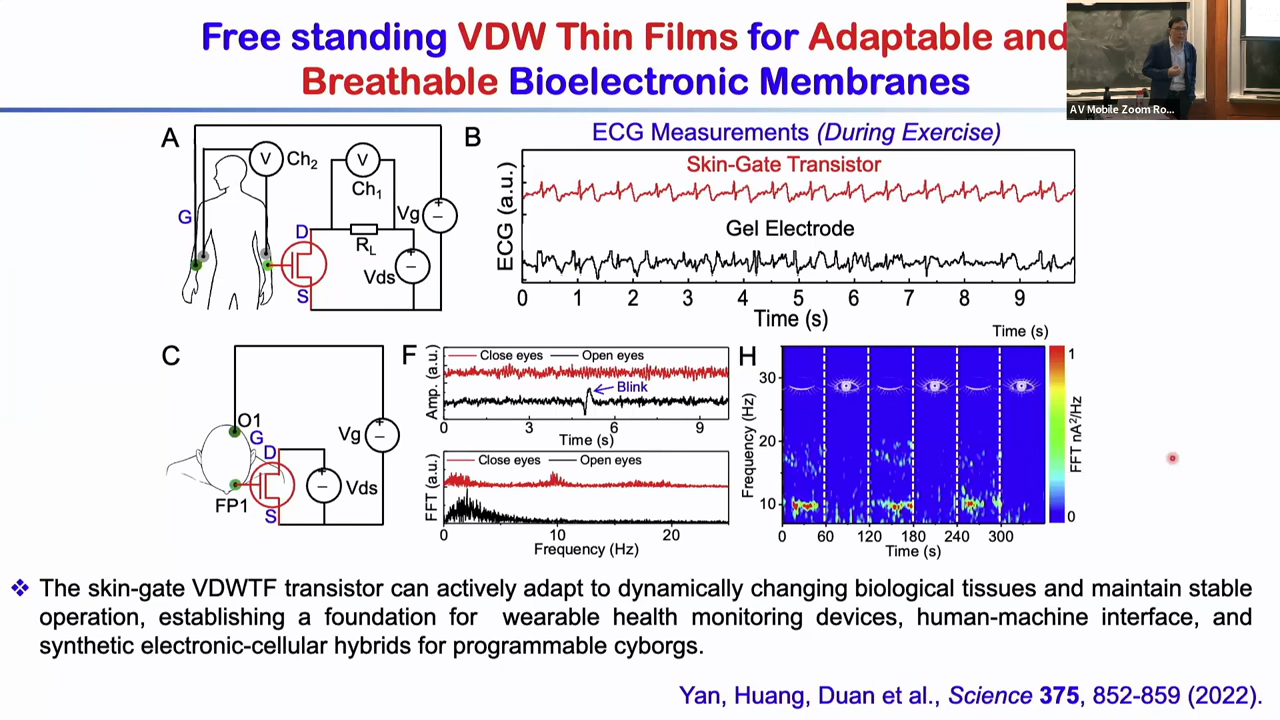 Free standing VDW Thin Films for Adaptable and
Breathable Bioelectronic Membranes
AV Mobile Zoom Ro...
A
V
Ch2
V
Ch1
Vg
G
D
RL
Vds
S
B
ECG Measurements (During Exercise)
Skin-Gate Transistor
Gel Electrode
ECG (a.u.)
0 1 2 3 4 5 6 7 8 9
Time (s)
Time (s)
C
O1
G
D
Vg
Vds
FP1
S
F
Close eyes Open eyes
Blink
Amp. (a.u.)
0 3 6 9
Time (s)
Close eyes Open eyes
FFT (a.u.)
0 10 20
Frequency (Hz)
H
30
20
10
Frequency (Hz)
0 60 120 180 240 300
Time (s)
1
0
FFT nA²/Hz
❖ The skin-gate VDWTF transistor can actively adapt to dynamically changing biological tissues and maintain stable
operation, establishing a foundation for wearable health monitoring devices, human-machine interface, and
synthetic electronic-cellular hybrids for programmable cyborgs.
Yan, Huang, Duan et al., Science 375, 852-859 (2022).